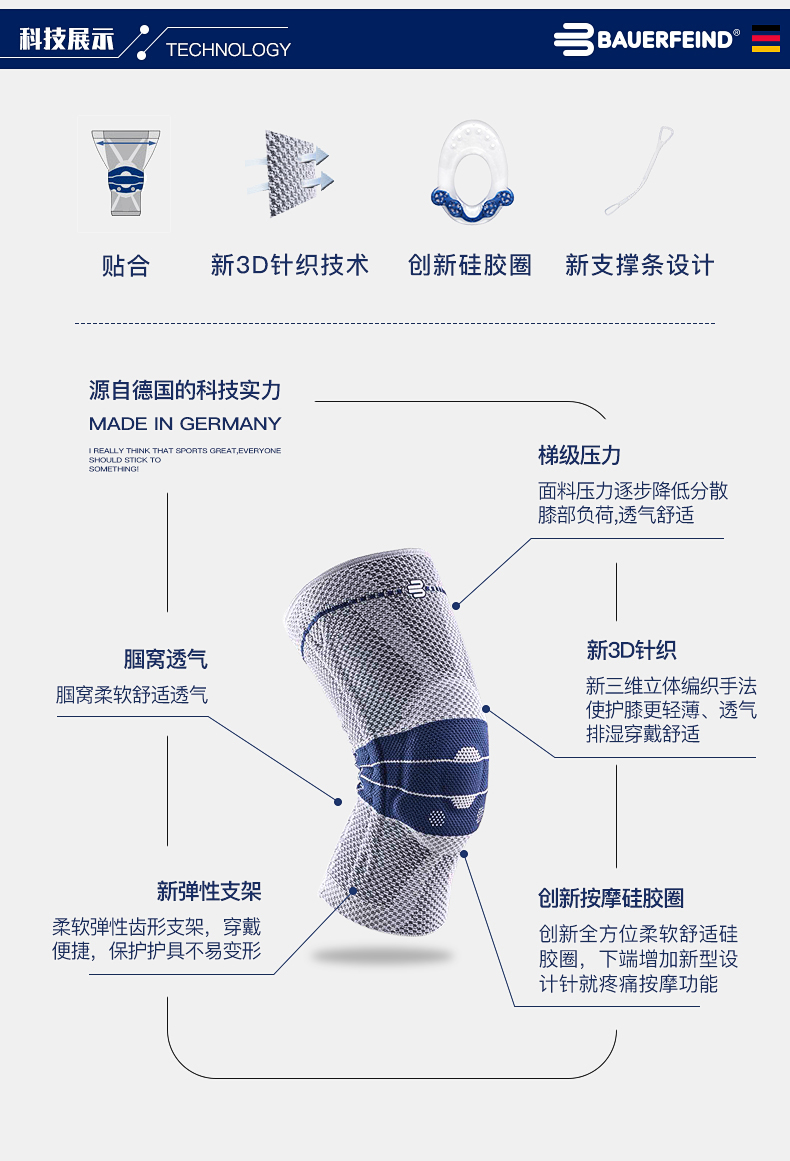 科技展示
TECHNOLOGY
BAUERFEIND®
贴合
新3D针织技术
创新硅胶圈
新支撑条设计
源自德国的科技实力
MADE IN GERMANY
I REALLY THINK THAT SPORTS GREAT,EVERYONE
SHOULD STICK TO
SOMETHING!
梯级压力
面料压力逐步降低分散
膝部负荷,透气舒适
腘窝透气
腘窝柔软舒适透气
新3D针织
新三维立体编织手法
使护膝更轻薄、透气
排湿穿戴舒适
新弹性支架
柔软弹性齿形支架，穿戴
便捷，保护护具不易变形
创新按摩硅胶圈
创新全方位柔软舒适硅
胶圈，下端增加新型设
计针就疼痛按摩功能